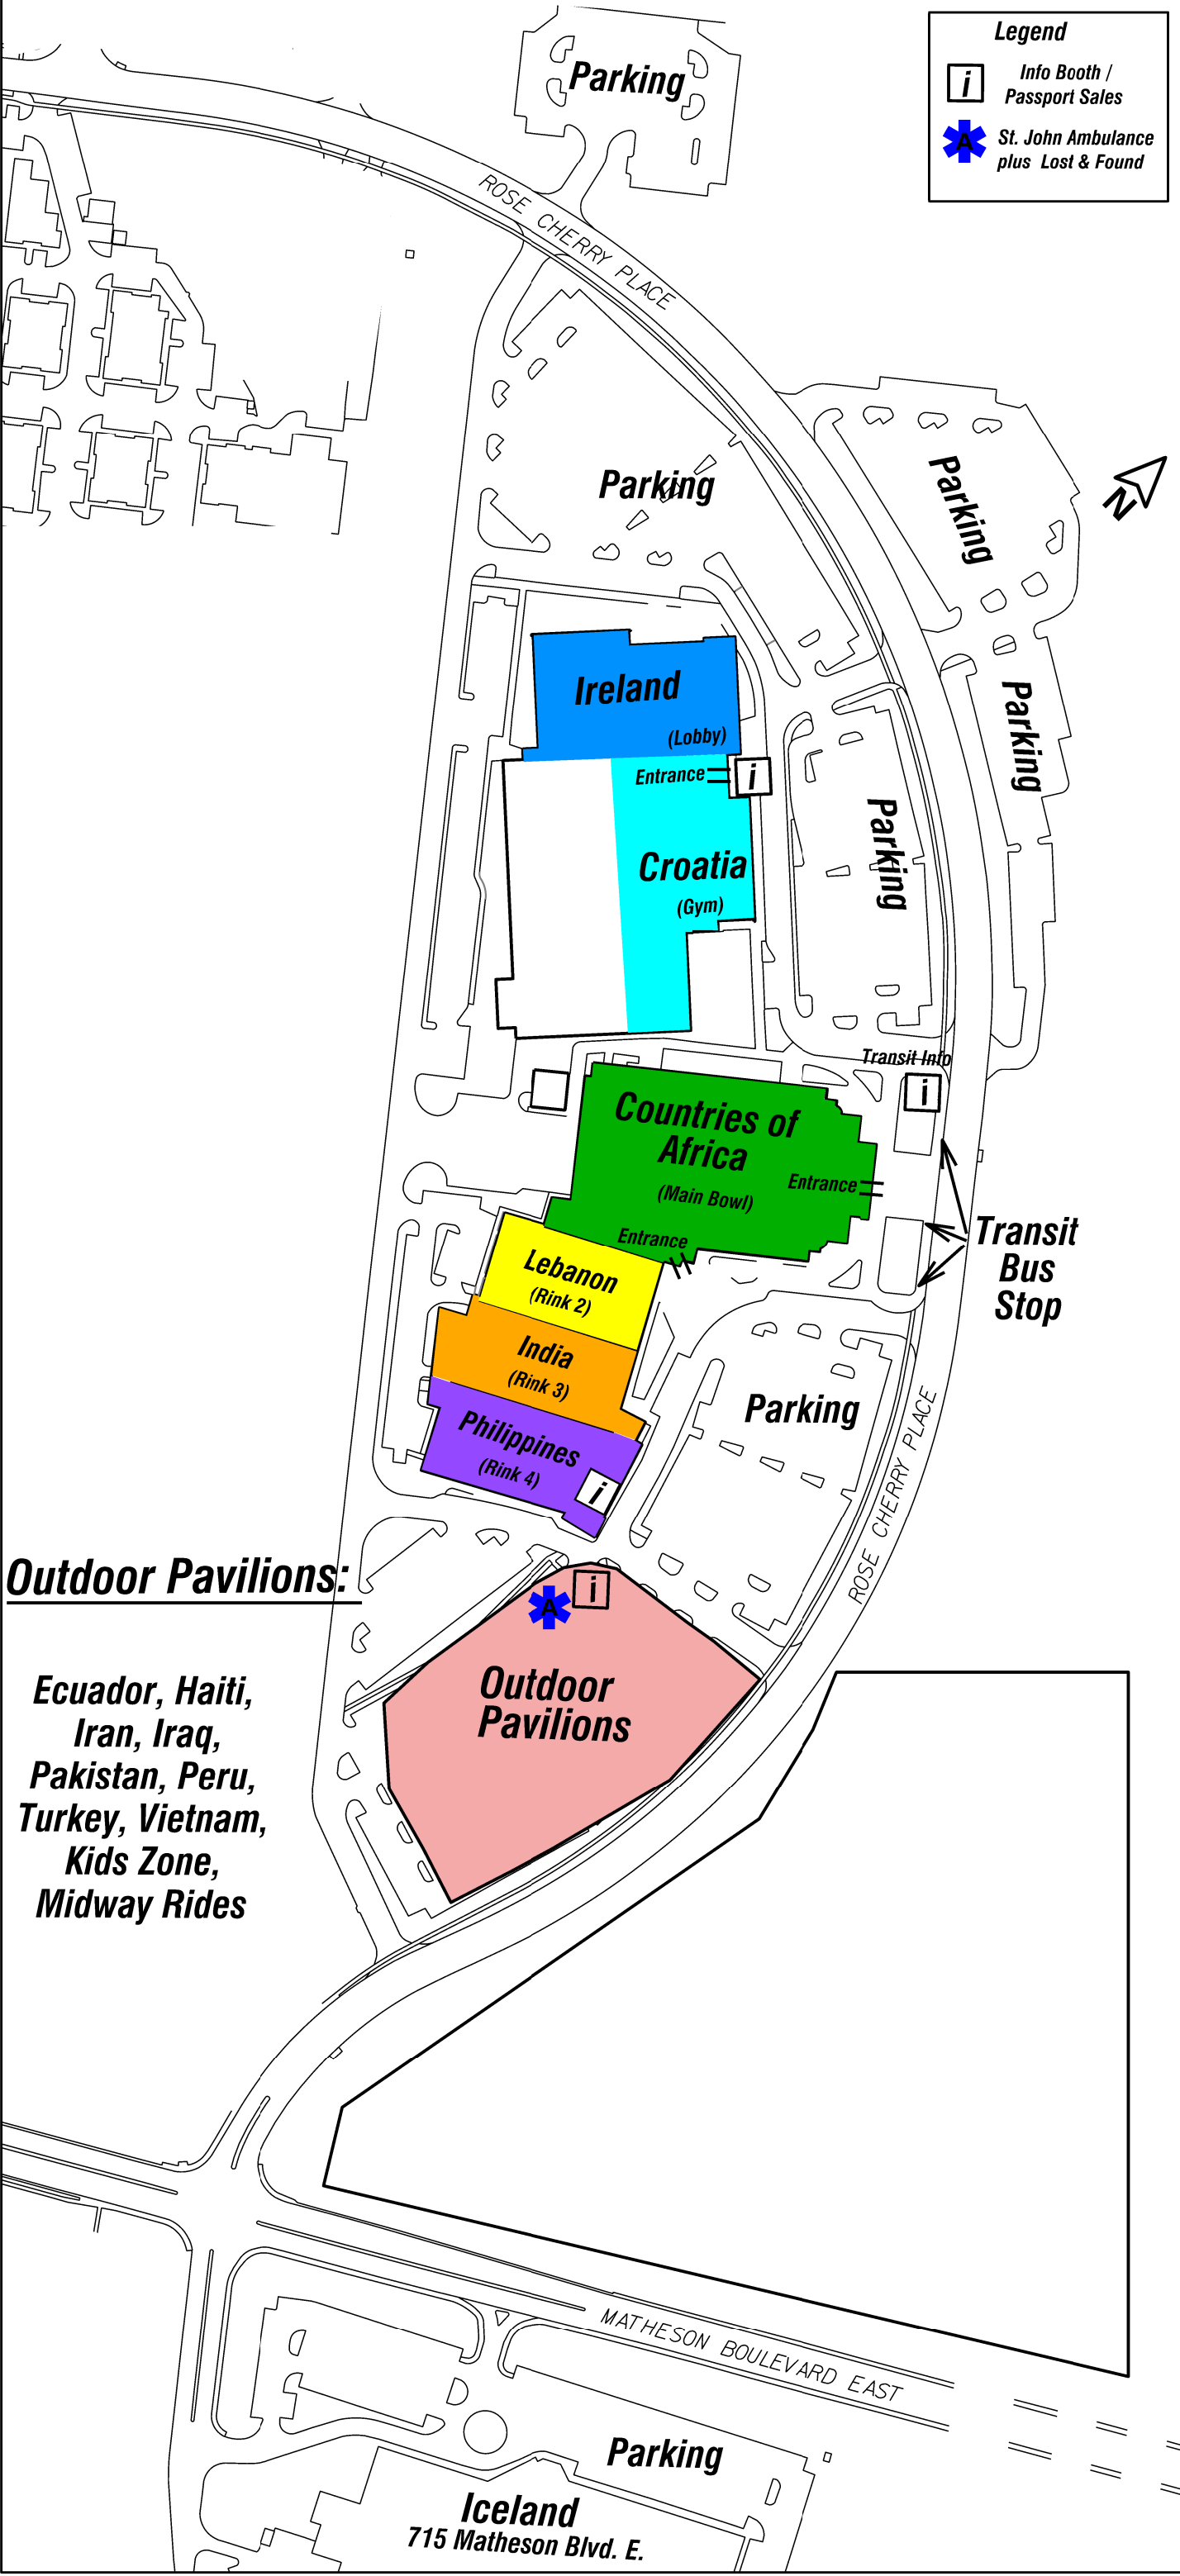 Legend
i
Info Booth /
Passport Sales
A
St. John Ambulance
plus Lost & Found
Parking
ROSE CHERRY PLACE
Parking
Parking
N
Ireland
(Lobby)
Parking
Entrance
i
Croatia
(Gym)
Parking
Transit Info
i
Countries of
Africa
(Main Bowl)
Entrance
Entrance
Transit
Bus
Stop
Lebanon
(Rink 2)
India
(Rink 3)
Parking
Philippines
(Rink 4)
i
ROSE CHERRY PLACE
Outdoor Pavilions:
i
A
Outdoor
Pavilions
Ecuador, Haiti,
Iran, Iraq,
Pakistan, Peru,
Turkey, Vietnam,
Kids Zone,
Midway Rides
MATHESON BOULEVARD EAST
Parking
Iceland
715 Matheson Blvd. E.